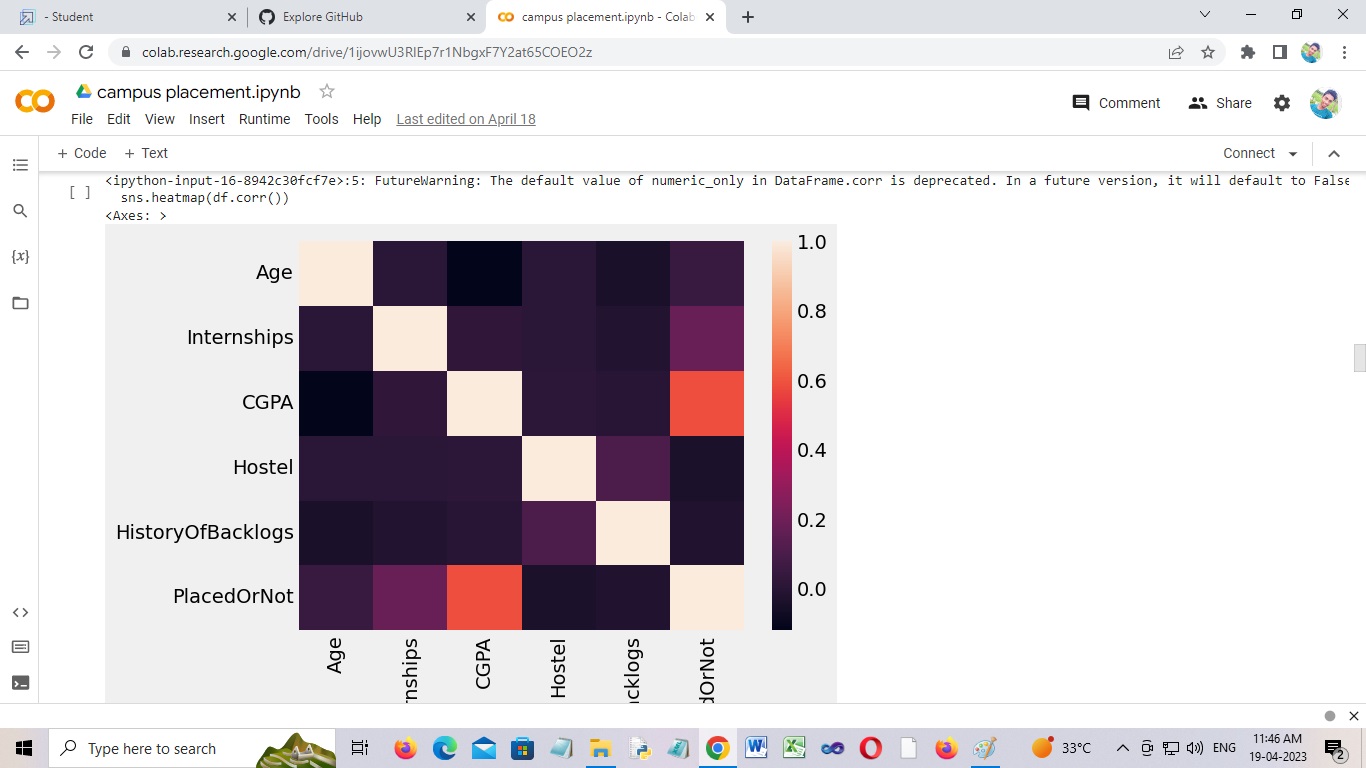 - Student
Explore GitHub
campus placement.ipynb - Colab
colab.research.google.com/drive/1ijovwU3RlEp7r1NbgxF7Y2at65COEO2z
campus placement.ipynb
Comment
Share
File Edit View Insert Runtime Tools Help Last edited on April 18
+ Code + Text
Connect
<ipython-input-16-8942c30fcf7e>:5: FutureWarning: The default value of numeric_only in DataFrame.corr is deprecated. In a future version, it will default to False
[ ]
sns.heatmap(df.corr())
<Axes: >
{x}
Age
Internships
CGPA
Hostel
HistoryOfBacklogs
PlacedOrNot
1.0
0.8
0.6
0.4
0.2
0.0
Age
nships
CGPA
Hostel
acklogs
dOrNot
Type here to search
33°C
ENG
11:46 AM
19-04-2023
2